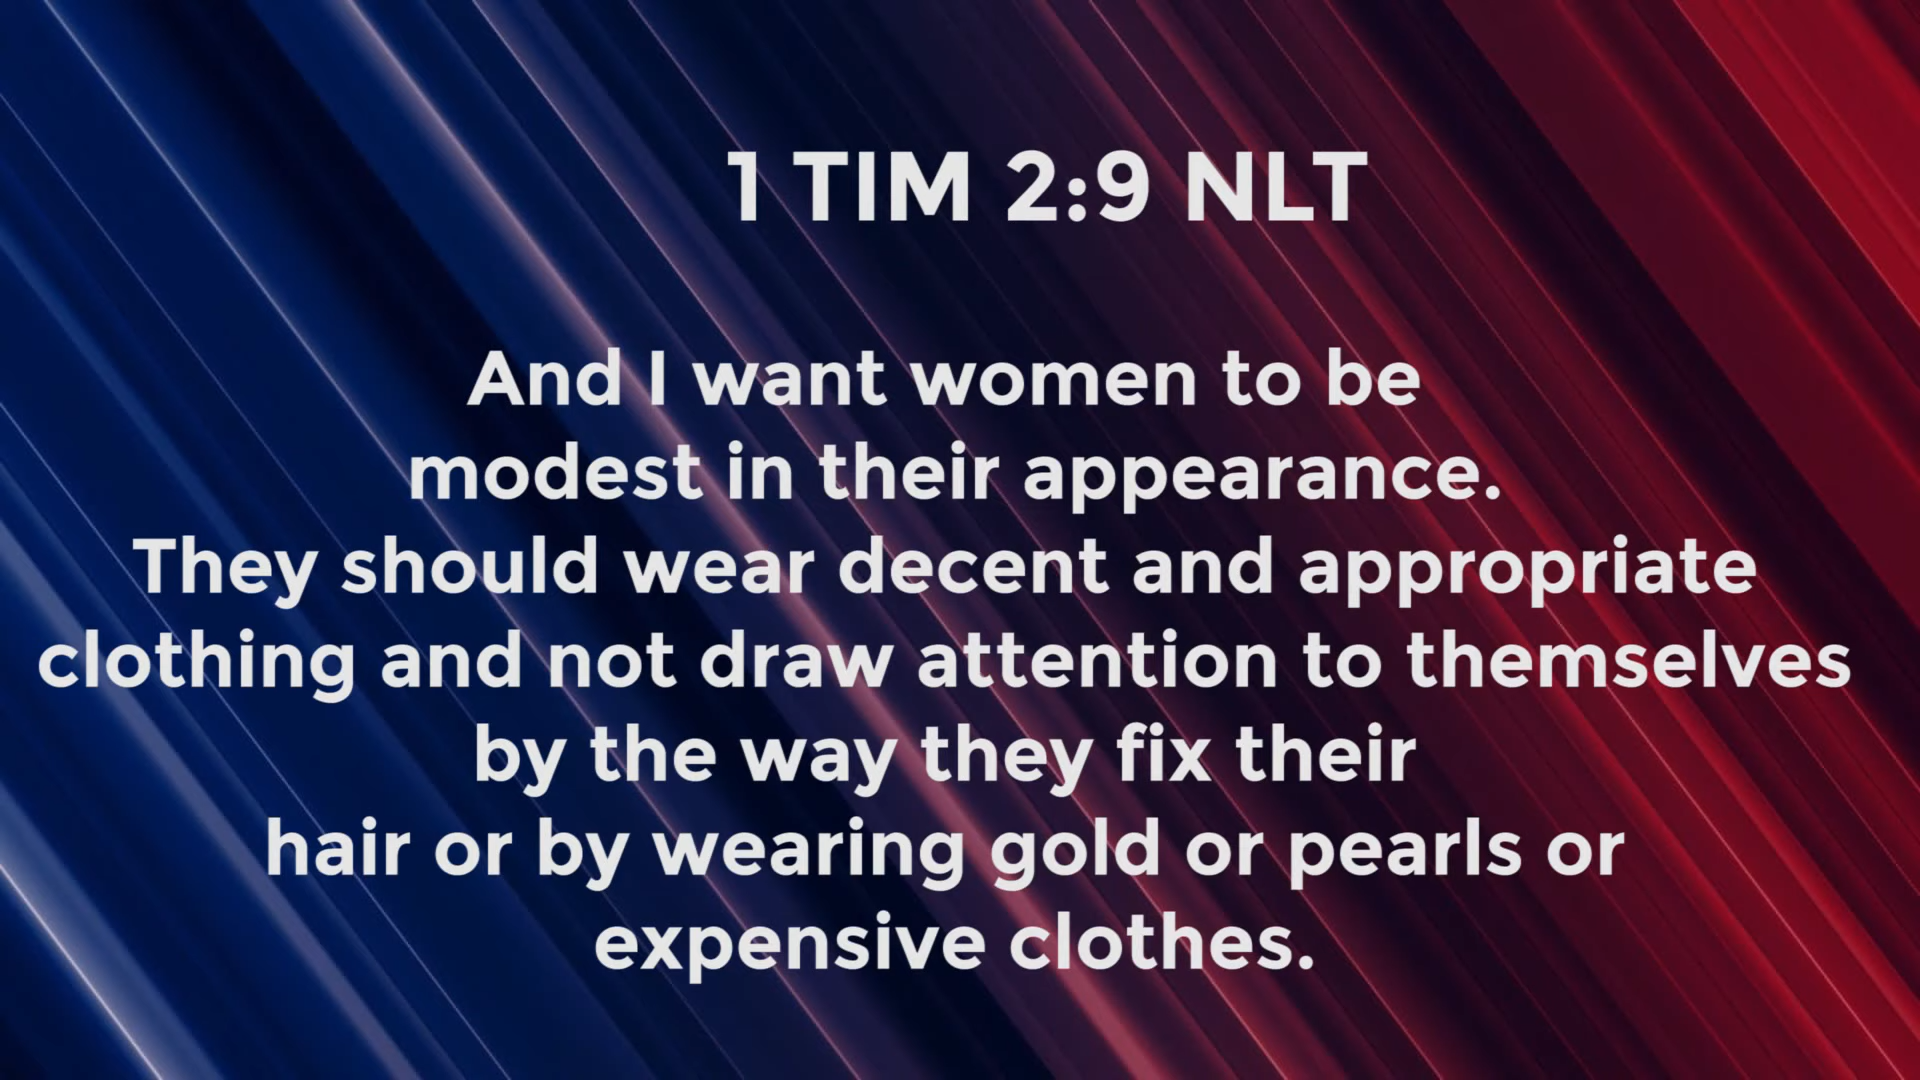 1 TIM 2:9 NLT
And I want women to be
modest in their appearance.
They should wear decent and appropriate
clothing and not draw attention to themselves
by the way they fix their
hair or by wearing gold or pearls or
expensive clothes.